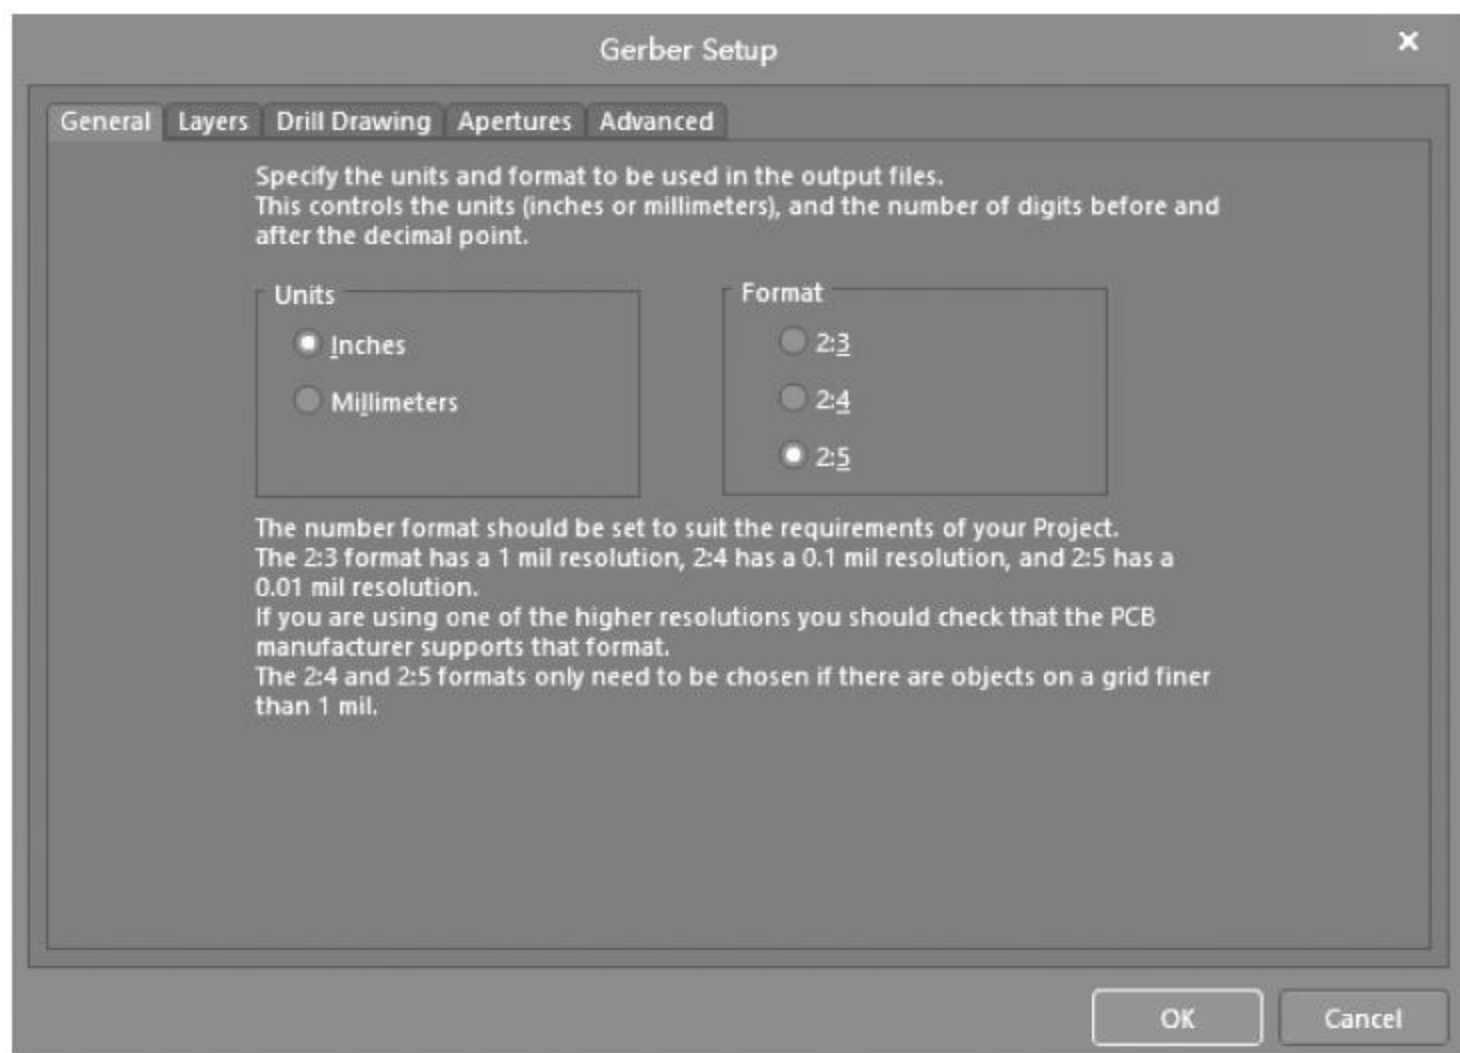 Gerber Setup
General Layers Drill Drawing Apertures Advanced
Specify the units and format to be used in the output files.
This controls the units (inches or millimeters), and the number of digits before and
after the decimal point.
Units
Inches
Millimeters
Format
2:3
2:4
2:5
The number format should be set to suit the requirements of your Project.
The 2:3 format has a 1 mil resolution, 2:4 has a 0.1 mil resolution, and 2:5 has a
0.01 mil resolution.
If you are using one of the higher resolutions you should check that the PCB
manufacturer supports that format.
The 2:4 and 2:5 formats only need to be chosen if there are objects on a grid finer
than 1 mil.
OK Cancel